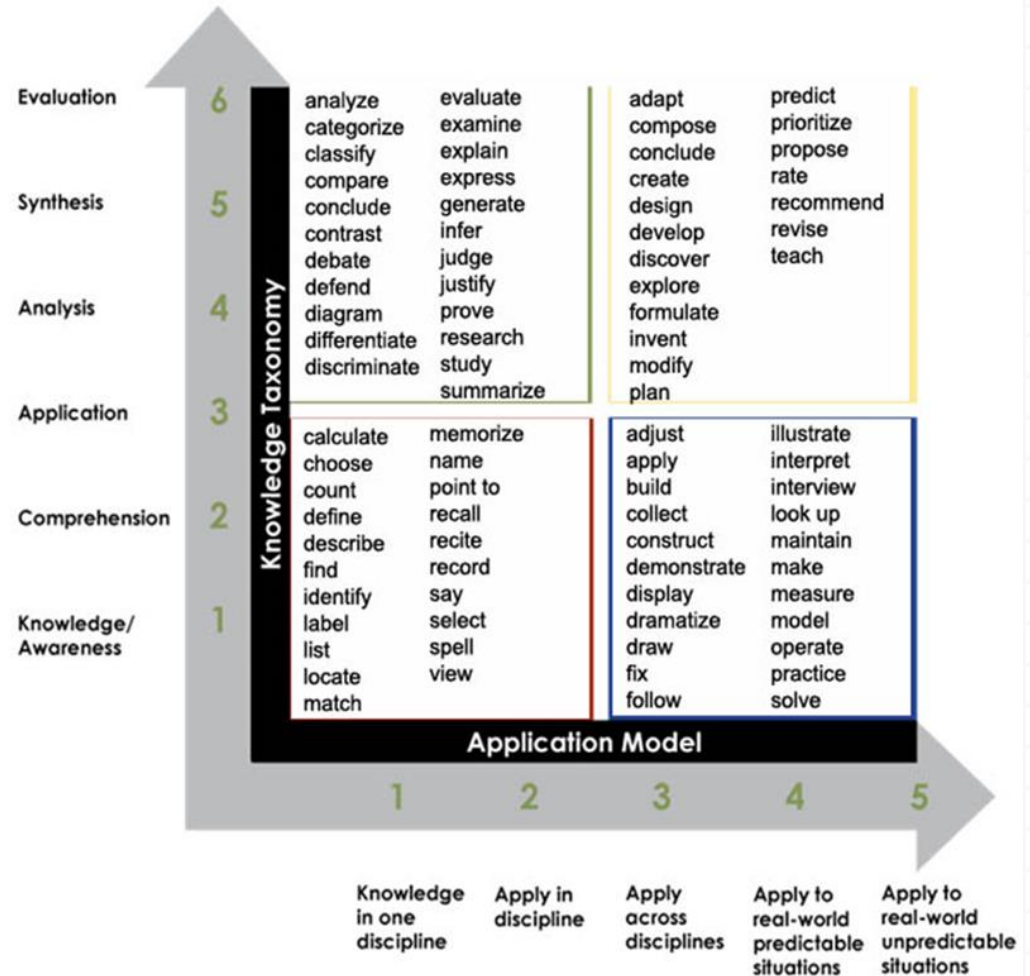 Evaluation
6
Synthesis
5
Analysis
4
Application
3
Comprehension
2
Knowledge/
Awareness
1
Knowledge Taxonomy
analyze
categorize
classify
compare
conclude
contrast
debate
defend
diagram
differentiate
discriminate
evaluate
examine
explain
express
generate
infer
judge
justify
prove
research
study
summarize
adapt
compose
conclude
create
design
develop
discover
explore
formulate
invent
modify
plan
predict
prioritize
propose
rate
recommend
revise
teach
calculate
choose
count
define
describe
find
identify
label
list
locate
match
memorize
name
point to
recall
recite
record
say
select
spell
view
adjust
apply
build
collect
construct
demonstrate
display
dramatize
draw
fix
follow
illustrate
interpret
interview
look up
maintain
make
measure
model
operate
practice
solve
Application Model
1
2
3
4
5
Knowledge
in one
discipline
Apply in
discipline
Apply
across
disciplines
Apply to
real-world
predictable
situations
Apply to
real-world
unpredictable
situations